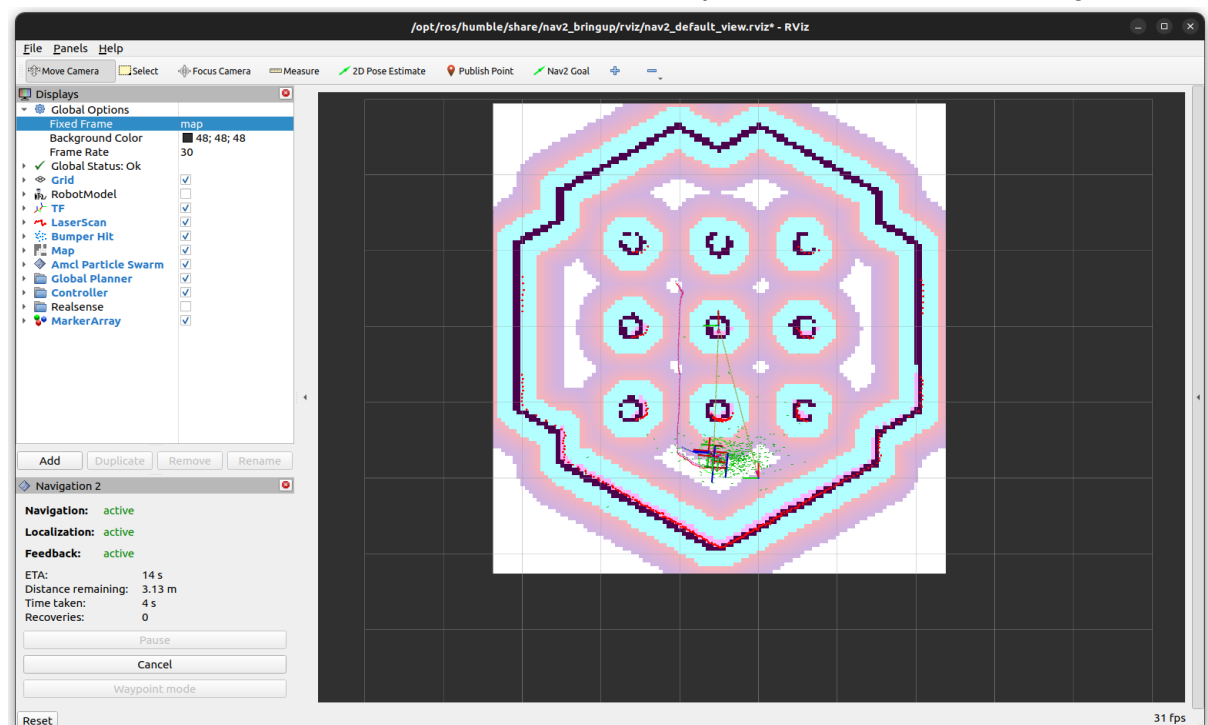 /opt/ros/humble/share/nav2_bringup/rviz/nav2_default_view.rviz* - RViz
File Panels Help
Move Camera Select Focus Camera Measure 2D Pose Estimate Publish Point Nav2 Goal
Displays
Global Options
Fixed Frame map
Background Color 48; 48; 48
Frame Rate 30
Global Status: Ok
Grid
RobotModel
TF
LaserScan
Bumper Hit
Map
Amcl Particle Swarm
Global Planner
Controller
Realsense
MarkerArray
Add Duplicate Remove Rename
Navigation 2
Navigation: active
Localization: active
Feedback: active
ETA: 14 s
Distance remaining: 3.13 m
Time taken: 4 s
Recoveries: 0
Pause
Cancel
Waypoint mode
Reset 31 fps